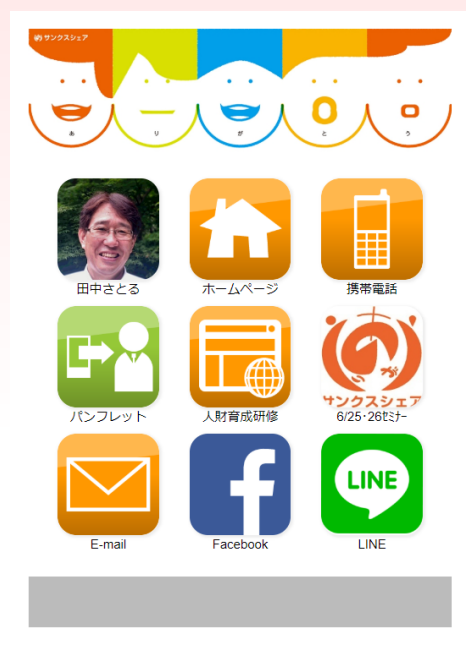 サンクスシェア
あ り が と う
田中さとる ホームページ 携帯電話
パンフレット 人財育成研修 サンクスシェア
6/25･26ｾﾐﾅｰ
LINE
E-mail Facebook LINE